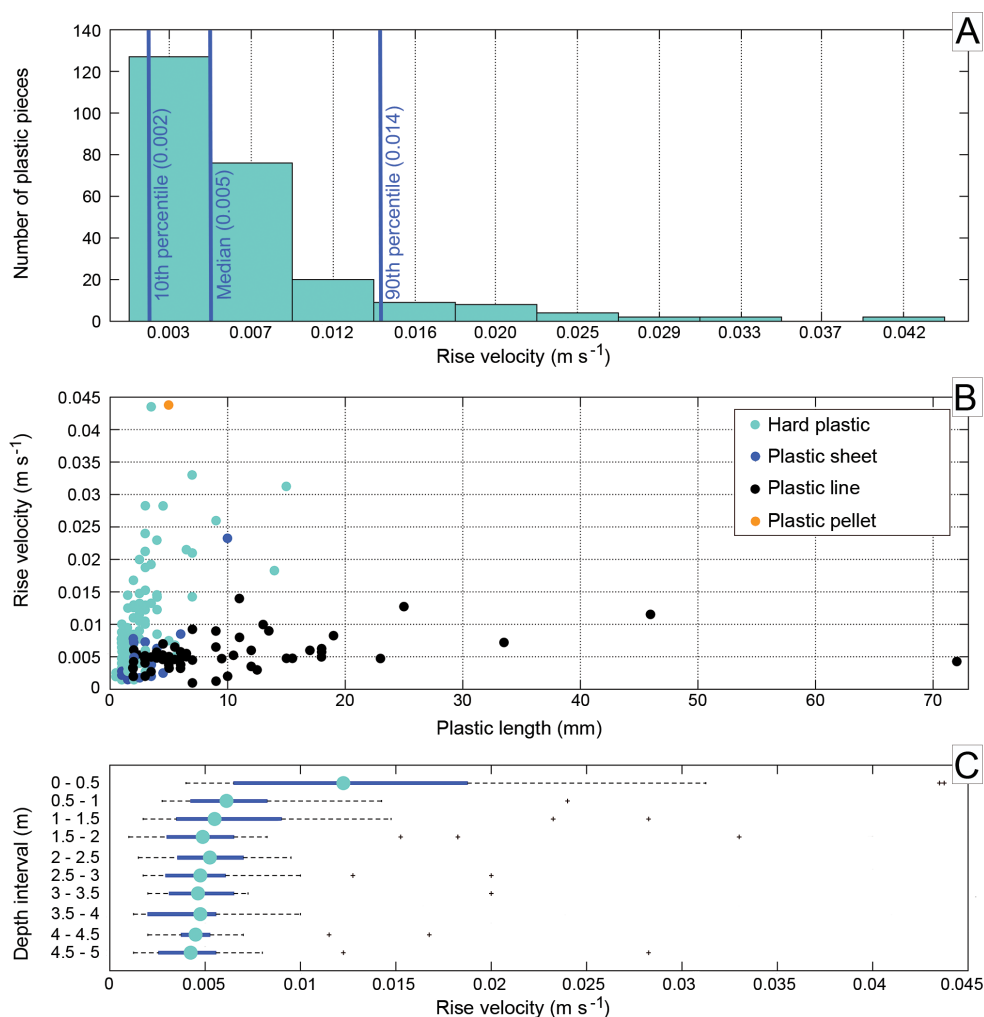 A
140
120
100
80
60
40
20
0
Number of plastic pieces
10th percentile (0.002)
Median (0.005)
90th percentile (0.014)
0.003 0.007 0.012 0.016 0.020 0.025 0.029 0.033 0.037 0.042
Rise velocity (m s⁻¹)
B
0.045
0.04
0.035
0.03
0.025
0.02
0.015
0.01
0.005
0
Rise velocity (m s⁻¹)
Hard plastic
Plastic sheet
Plastic line
Plastic pellet
0 10 20 30 40 50 60 70
Plastic length (mm)
C
0 - 0.5
0.5 - 1
1 - 1.5
1.5 - 2
2 - 2.5
2.5 - 3
3 - 3.5
3.5 - 4
4 - 4.5
4.5 - 5
Depth interval (m)
0 0.005 0.01 0.015 0.02 0.025 0.03 0.035 0.04 0.045
Rise velocity (m s⁻¹)